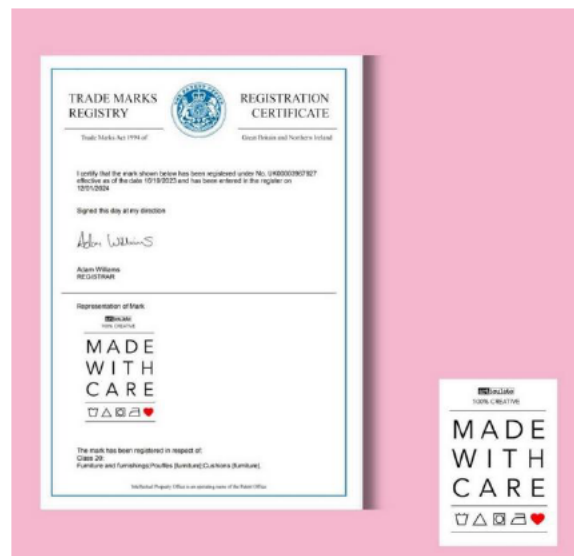 TRADE MARKS
REGISTRY
REGISTRATION
CERTIFICATE
Trade Marks Act 1994 of
Great Britain and Northern Ireland
I certify that the mark shown below has been registered under No. UK00003967827
effective as of the date 10/10/2023 and has been entered in the register on
12/01/2024
Signed this day at my direction
Adam Williams
Adam Williams
REGISTRAR
Representation of Mark
100% CREATIVE
MADE
WITH
CARE
The mark has been registered in respect of:
Class 20:
Furniture and furnishings;Pouffes (furniture);Cushions (furniture).
Intellectual Property Office is an operating name of the Patent Office
100% CREATIVE
MADE
WITH
CARE